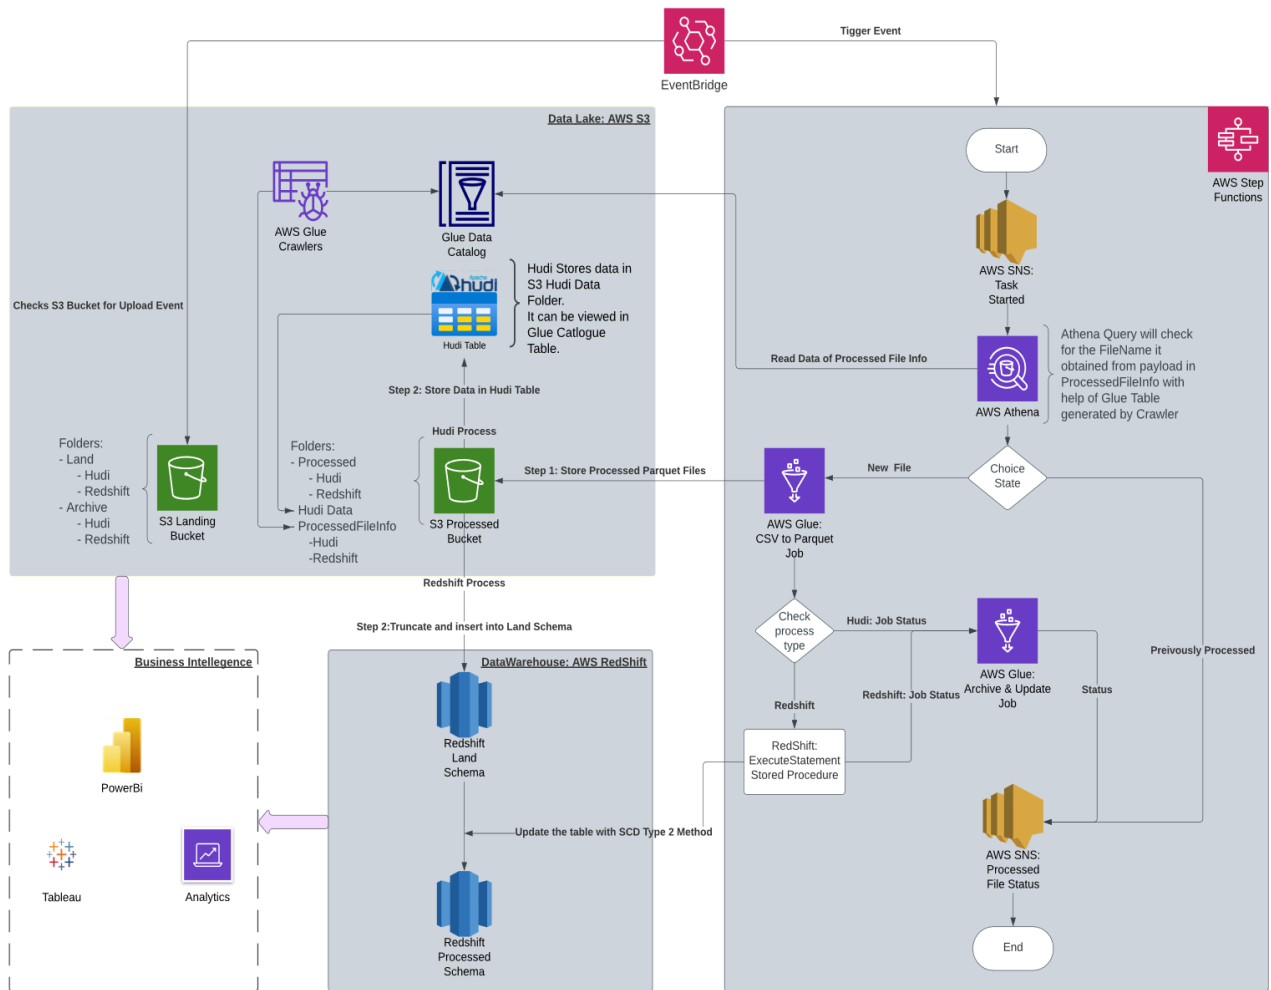 Tigger Event
EventBridge
Data Lake: AWS S3
AWS Glue
Crawlers
Glue Data
Catalog
Apache
hudi
Hudi Table
Hudi Stores data in
S3 Hudi Data
Folder.
It can be viewed in
Glue Catlogue
Table.
Checks S3 Bucket for Upload Event
Step 2: Store Data in Hudi Table
Hudi Process
Folders:
- Land
- Hudi
- Redshift
- Archive
- Hudi
- Redshift
S3 Landing
Bucket
Folders:
- Processed
- Hudi
- Redshift
- Hudi Data
- ProcessedFileInfo
-Hudi
-Redshift
S3 Processed
Bucket
Step 1: Store Processed Parquet Files
Redshift Process
Step 2:Truncate and insert into Land Schema
AWS Step
Functions
Start
AWS SNS:
Task
Started
Read Data of Processed File Info
AWS Athena
Athena Query will check
for the FileName it
obtained from payload in
ProcessedFileInfo with
help of Glue Table
generated by Crawler
Choice
State
New File
AWS Glue:
CSV to Parquet
Job
Check
process
type
Hudi: Job Status
Redshift: Job Status
Redshift
AWS Glue:
Archive & Update
Job
Status
Preivously Processed
RedShift:
ExecuteStatement
Stored Procedure
Update the table with SCD Type 2 Method
AWS SNS:
Processed
File Status
End
Business Intellegence
PowerBi
Tableau
Analytics
DataWarehouse: AWS RedShift
Redshift
Land
Schema
Redshift
Processed
Schema